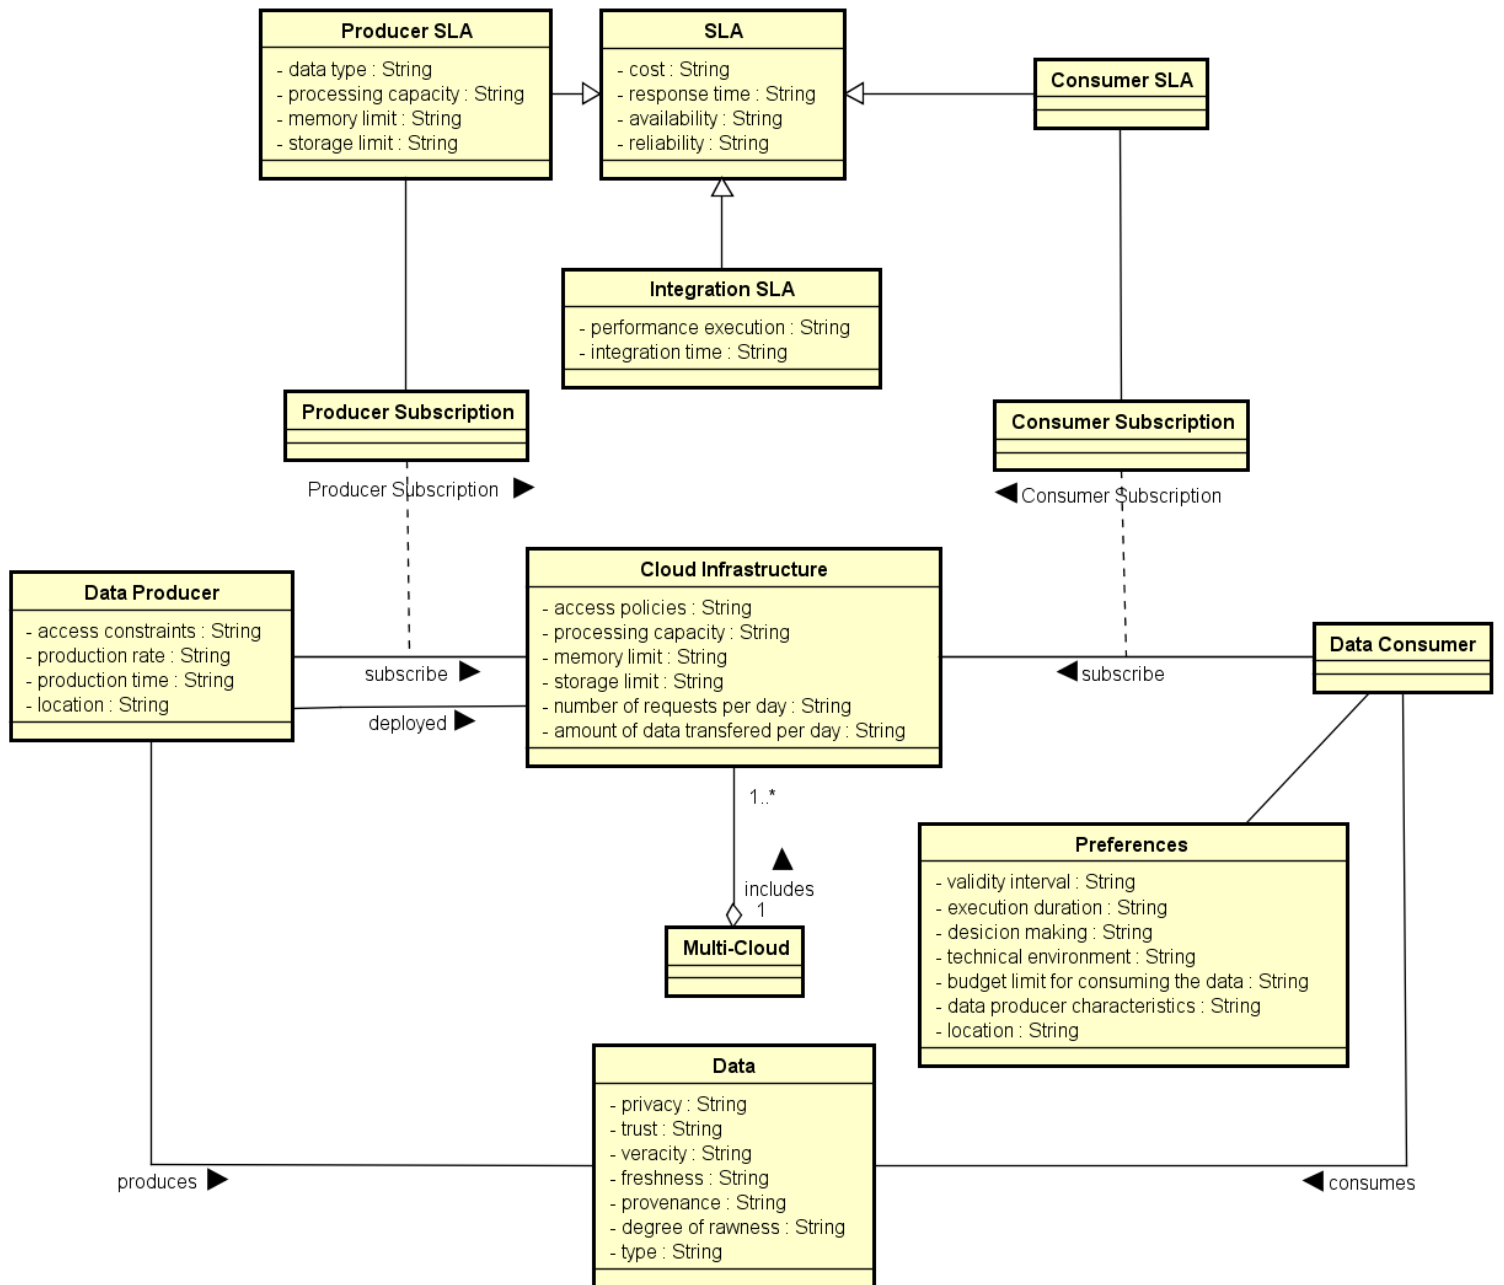 Producer SLA
- data type : String
- processing capacity : String
- memory limit : String
- storage limit : String
SLA
- cost : String
- response time : String
- availability : String
- reliability : String
Consumer SLA
Integration SLA
- performance execution : String
- integration time : String
Producer Subscription
Consumer Subscription
Producer Subscription
Consumer Subscription
Data Producer
- access constraints : String
- production rate : String
- production time : String
- location : String
Cloud Infrastructure
- access policies : String
- processing capacity : String
- memory limit : String
- storage limit : String
- number of requests per day : String
- amount of data transfered per day : String
Data Consumer
subscribe
deployed
subscribe
1..*
includes
1
Multi-Cloud
Preferences
- validity interval : String
- execution duration : String
- desicion making : String
- technical environment : String
- budget limit for consuming the data : String
- data producer characteristics : String
- location : String
Data
- privacy : String
- trust : String
- veracity : String
- freshness : String
- provenance : String
- degree of rawness : String
- type : String
produces
consumes